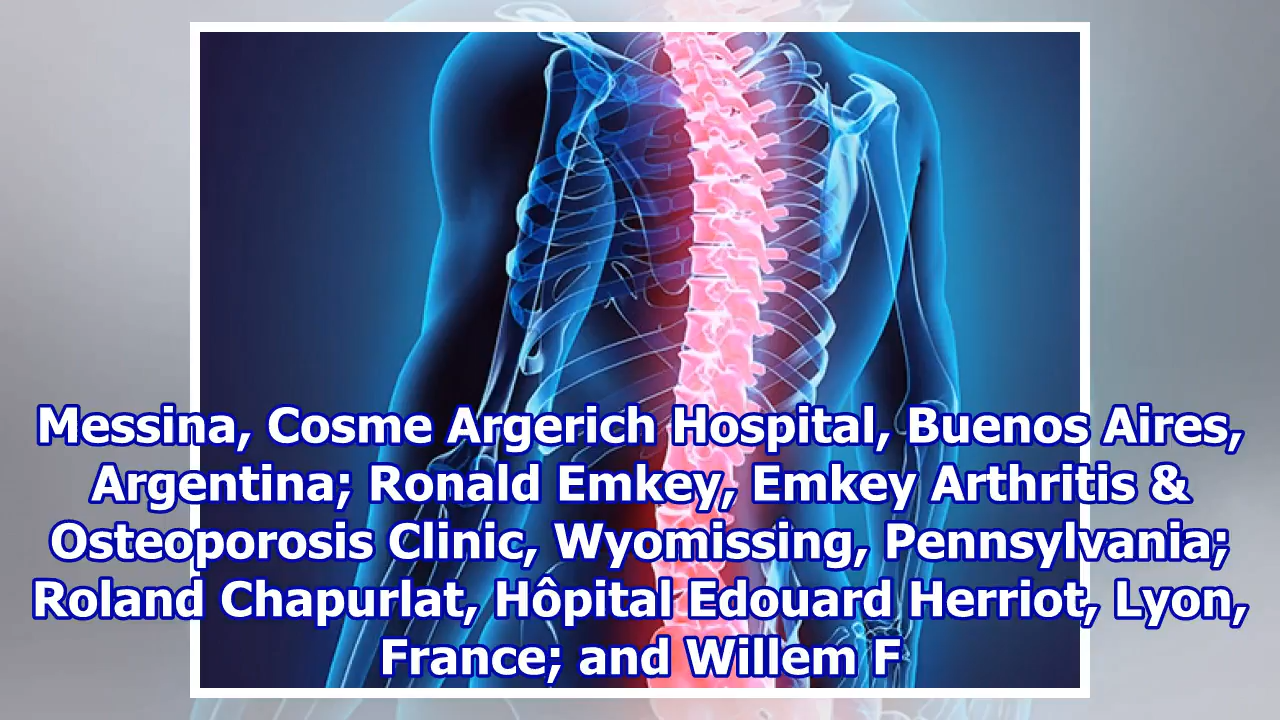 Messina, Cosme Argerich Hospital, Buenos Aires,
Argentina; Ronald Emkey, Emkey Arthritis &
Osteoporosis Clinic, Wyomissing, Pennsylvania;
Roland Chapurlat, Hôpital Edouard Herriot, Lyon,
France; and Willem F